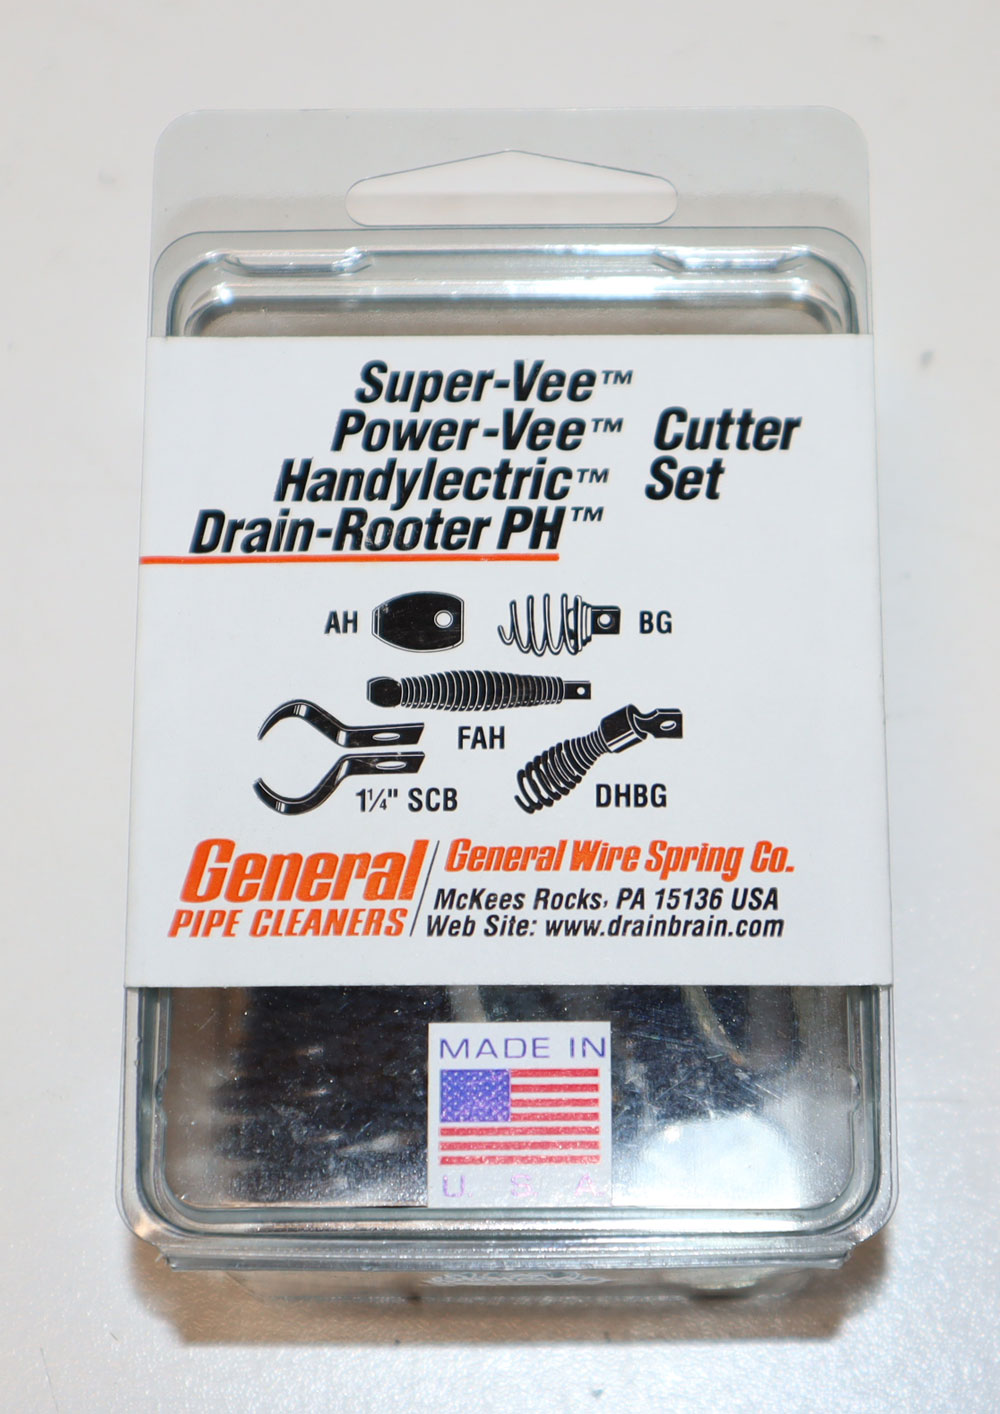 Super-Vee™
Power-Vee™ Cutter
Handylectric™ Set
Drain-Rooter PH™
AH
BG
FAH
1¼" SCB
DHBG
General
PIPE CLEANERS
General Wire Spring Co.
McKees Rocks, PA 15136 USA
Web Site: www.drainbrain.com
MADE IN
U S A